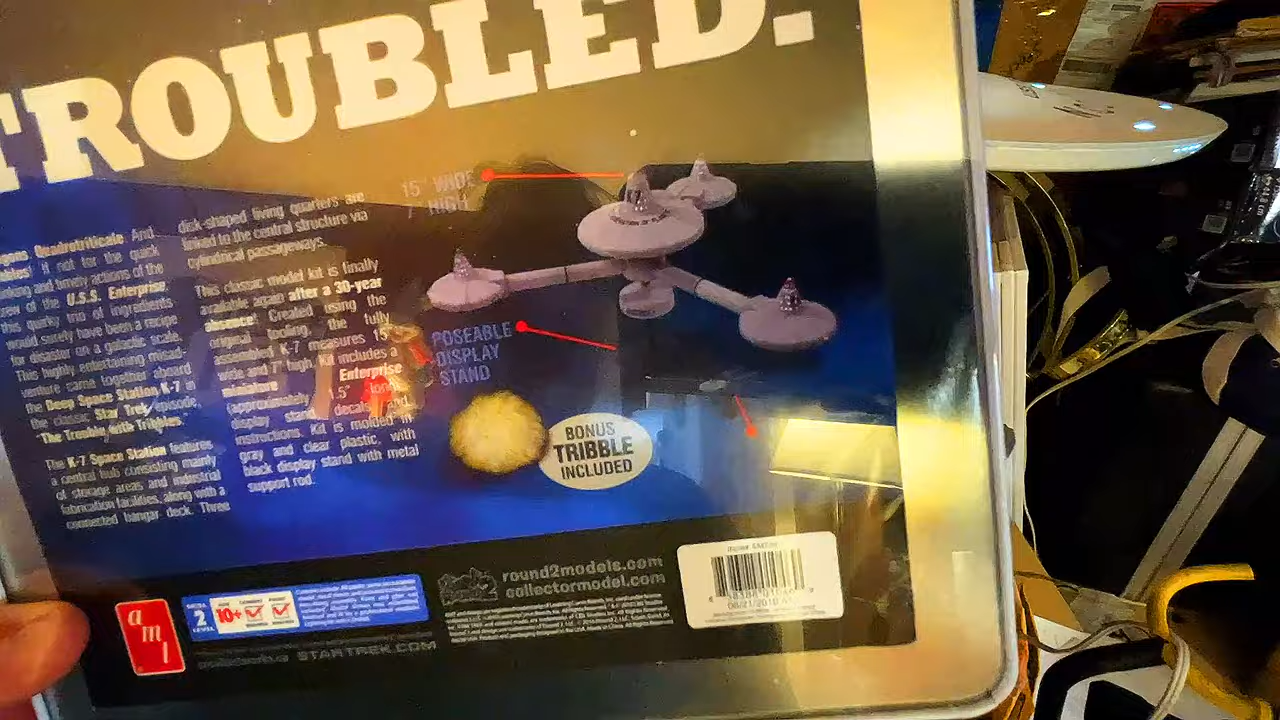 TROUBLED.
15" WIDE
7" HIGH
POSEABLE
DISPLAY
STAND
BONUS
TRIBBLE
INCLUDED
Quadrotriticale. And
If not for the quick
and timely actions of the
crew of the U.S.S. Enterprise,
this quirky trio of ingredients
would surely have been a recipe
for disaster on a galactic scale.
This highly entertaining misad-
venture came together aboard
the Deep Space Station K-7 in
the classic Star Trek episode
"The Trouble with Tribbles."
The K-7 Space Station features
a central hub consisting mainly
of storage areas and industrial
fabrication facilities, along with a
connected hangar deck. Three
disk-shaped living quarters are
linked to the central structure via
cylindrical passageways.
This classic model kit is finally
available again after a 30-year
absence! Created using the
original tooling, the fully
assembled K-7 measures 15"
wide and 7" high. Kit includes a
miniature Enterprise
(approximately 1.5" long),
display stand, decals and
instructions. Kit is molded in
gray and clear plastic, with
black display stand with metal
support rod.
amt
SKILL
2
LEVEL
10+
STARTREK.COM
round2models.com
collectormodel.com